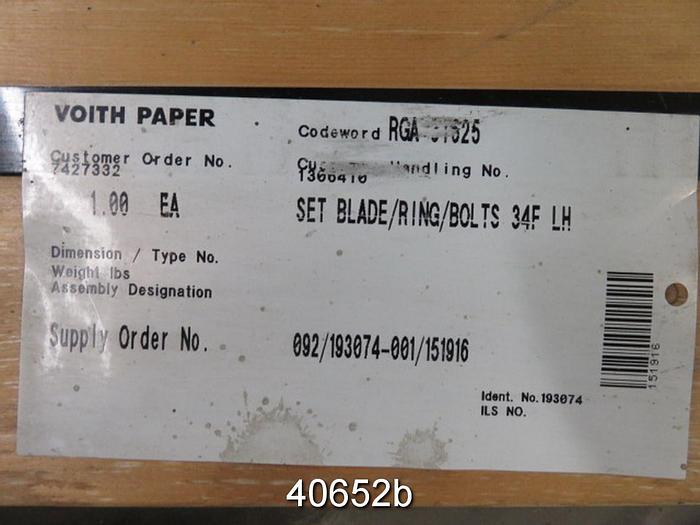 VOITH PAPER
Codeword RGA
Customer Order No.
7427332
Handling No.
1306410
1.00 EA
SET BLADE/RING/BOLTS 34F LH
Dimension / Type No.
Weight lbs
Assembly Designation
Supply Order No.
092/193074-001/151916
151916
Ident. No.193074
ILS NO.
40652b